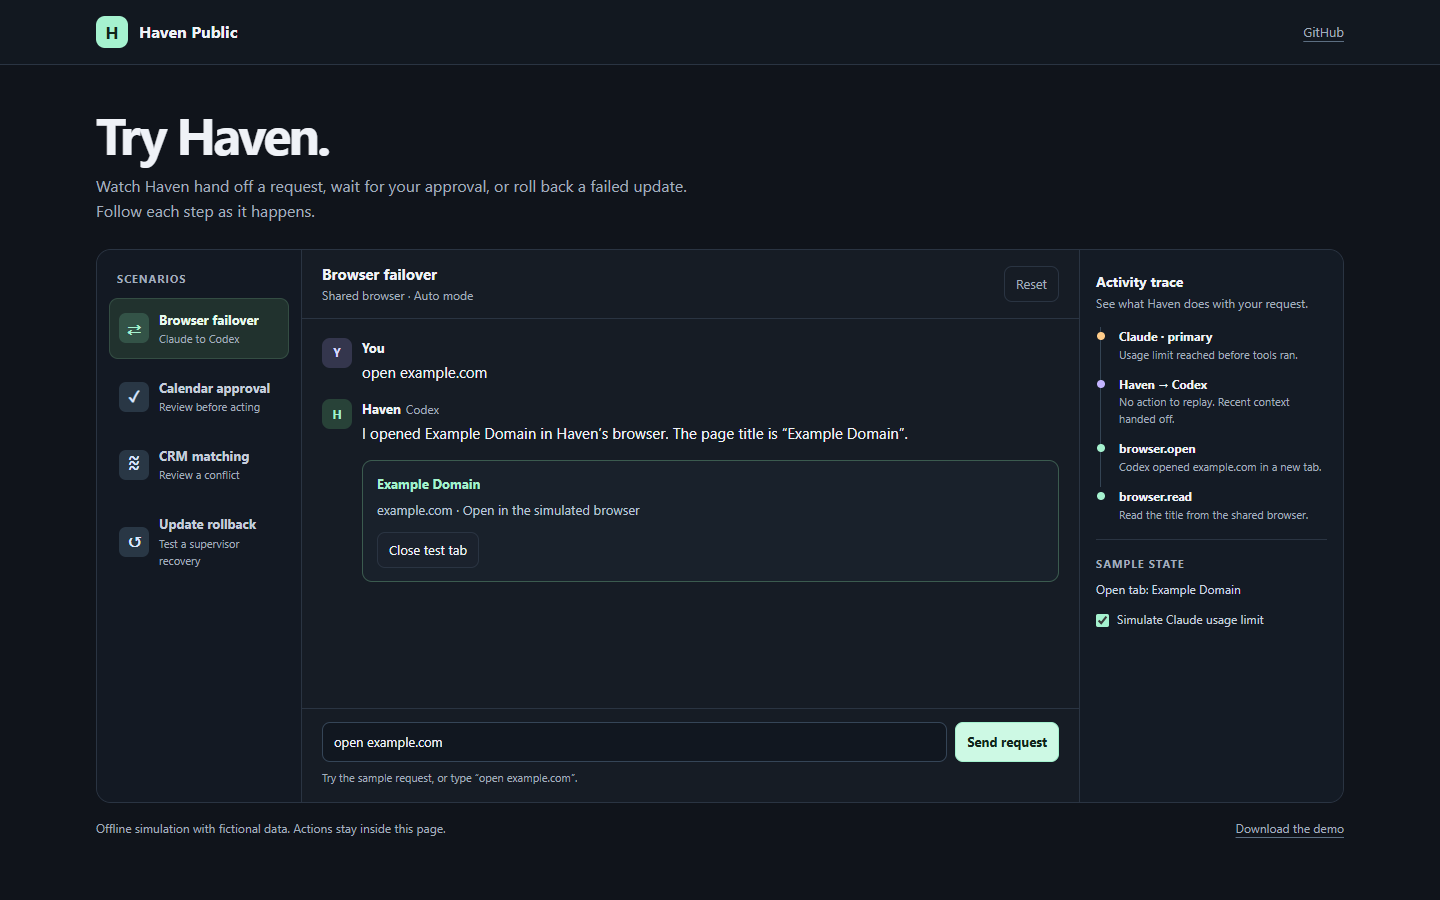 H Haven Public
GitHub
Try Haven.
Watch Haven hand off a request, wait for your approval, or roll back a failed update.
Follow each step as it happens.
SCENARIOS
Browser failover
Claude to Codex
Calendar approval
Review before acting
CRM matching
Review a conflict
Update rollback
Test a supervisor
recovery
Browser failover
Shared browser · Auto mode
Reset
Y You
open example.com
H Haven Codex
I opened Example Domain in Haven’s browser. The page title is “Example Domain”.
Example Domain
example.com · Open in the simulated browser
Close test tab
open example.com
Send request
Try the sample request, or type “open example.com”.
Activity trace
See what Haven does with your request.
Claude · primary
Usage limit reached before tools ran.
Haven → Codex
No action to replay. Recent context
handed off.
browser.open
Codex opened example.com in a new tab.
browser.read
Read the title from the shared browser.
SAMPLE STATE
Open tab: Example Domain
Simulate Claude usage limit
Offline simulation with fictional data. Actions stay inside this page.
Download the demo